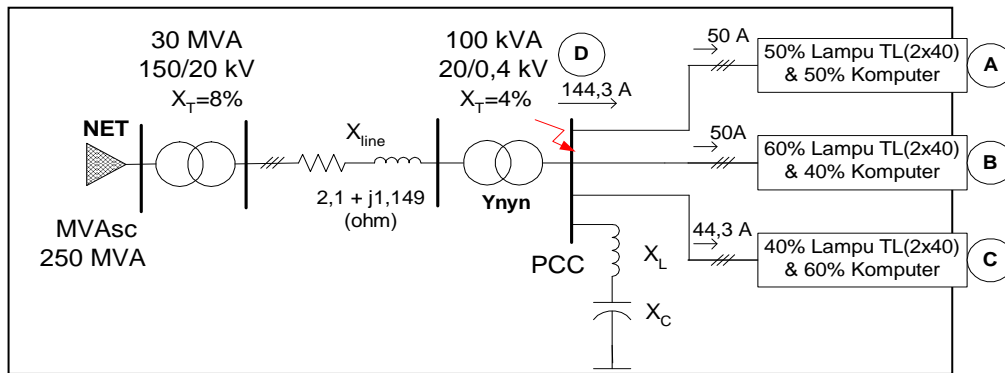 30 MVA
150/20 kV
X_T=8%
100 kVA
20/0,4 kV
X_T=4%
D
144,3 A
50 A
50% Lampu TL(2x40)
& 50% Komputer
A
NET
X_line
2,1 + j1,149
(ohm)
Ynyn
50A
60% Lampu TL(2x40)
& 40% Komputer
B
MVAsc
250 MVA
PCC
44,3 A
40% Lampu TL(2x40)
& 60% Komputer
C
X_L
X_C